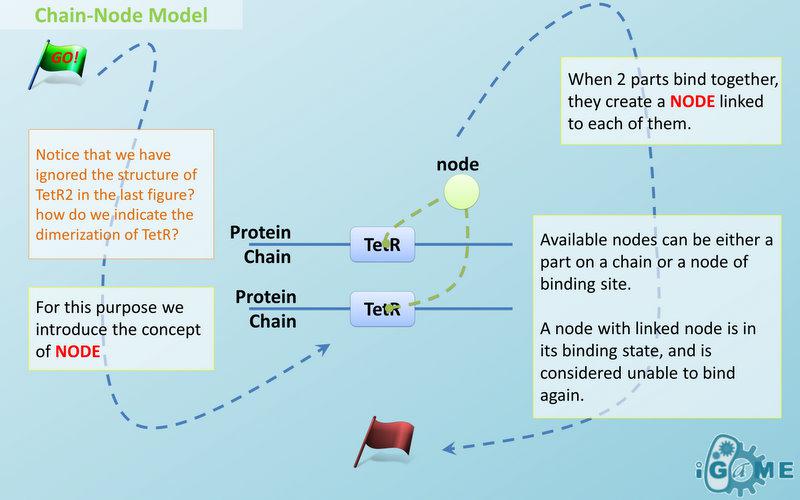 Chain-Node Model
GO!
Notice that we have
ignored the structure of
TetR2 in the last figure?
how do we indicate the
dimerization of TetR?
For this purpose we
introduce the concept
of NODE
node
Protein
Chain
TetR
Protein
Chain
TetR
When 2 parts bind together,
they create a NODE linked
to each of them.
Available nodes can be either a
part on a chain or a node of
binding site.
A node with linked node is in
its binding state, and is
considered unable to bind
again.
iGaME